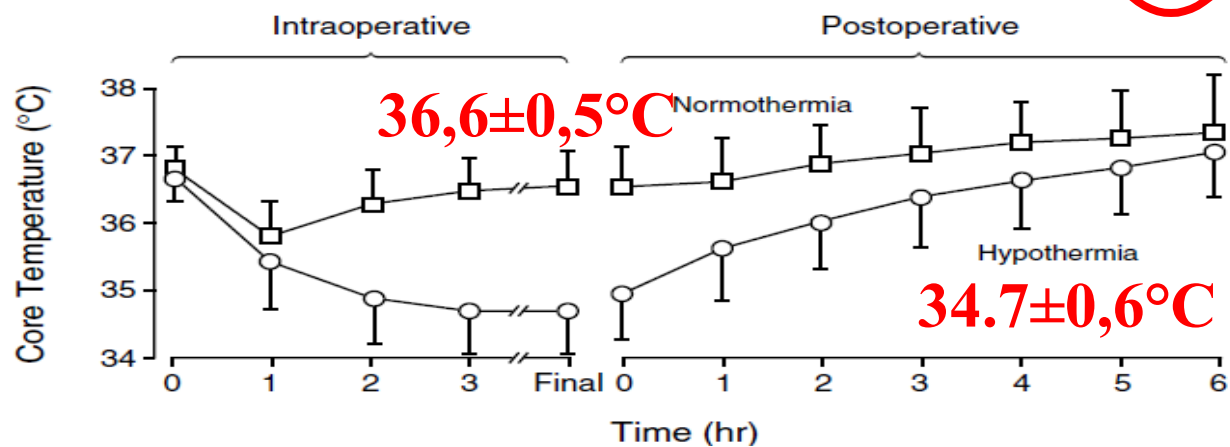 Intraoperative Postoperative
Core Temperature (°C)
38
37
36
35
34
36,6±0,5°C
Normothermia
Hypothermia
34.7±0,6°C
0 1 2 3 Final 0 1 2 3 4 5 6
Time (hr)